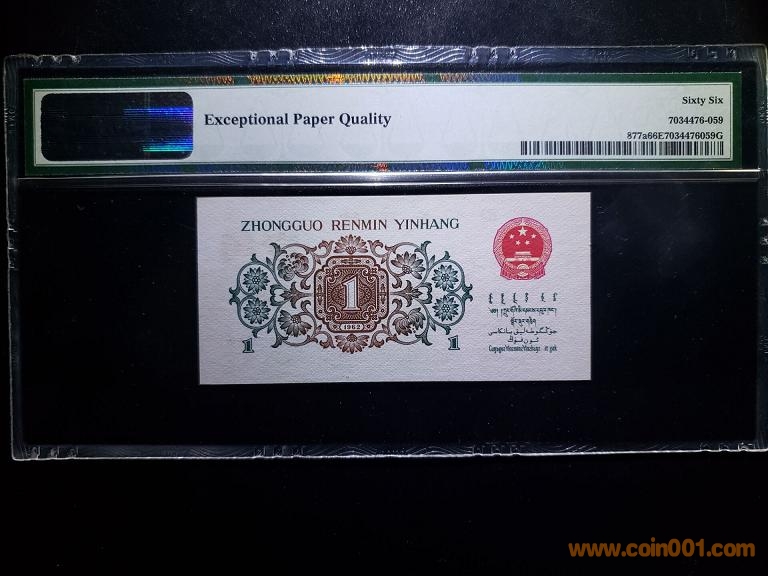 Exceptional Paper Quality
Sixty Six
7034476-059
877a66E7034476059G
ZHONGGUO RENMIN YINHANG
1
1962
1 1
www.coin001.com